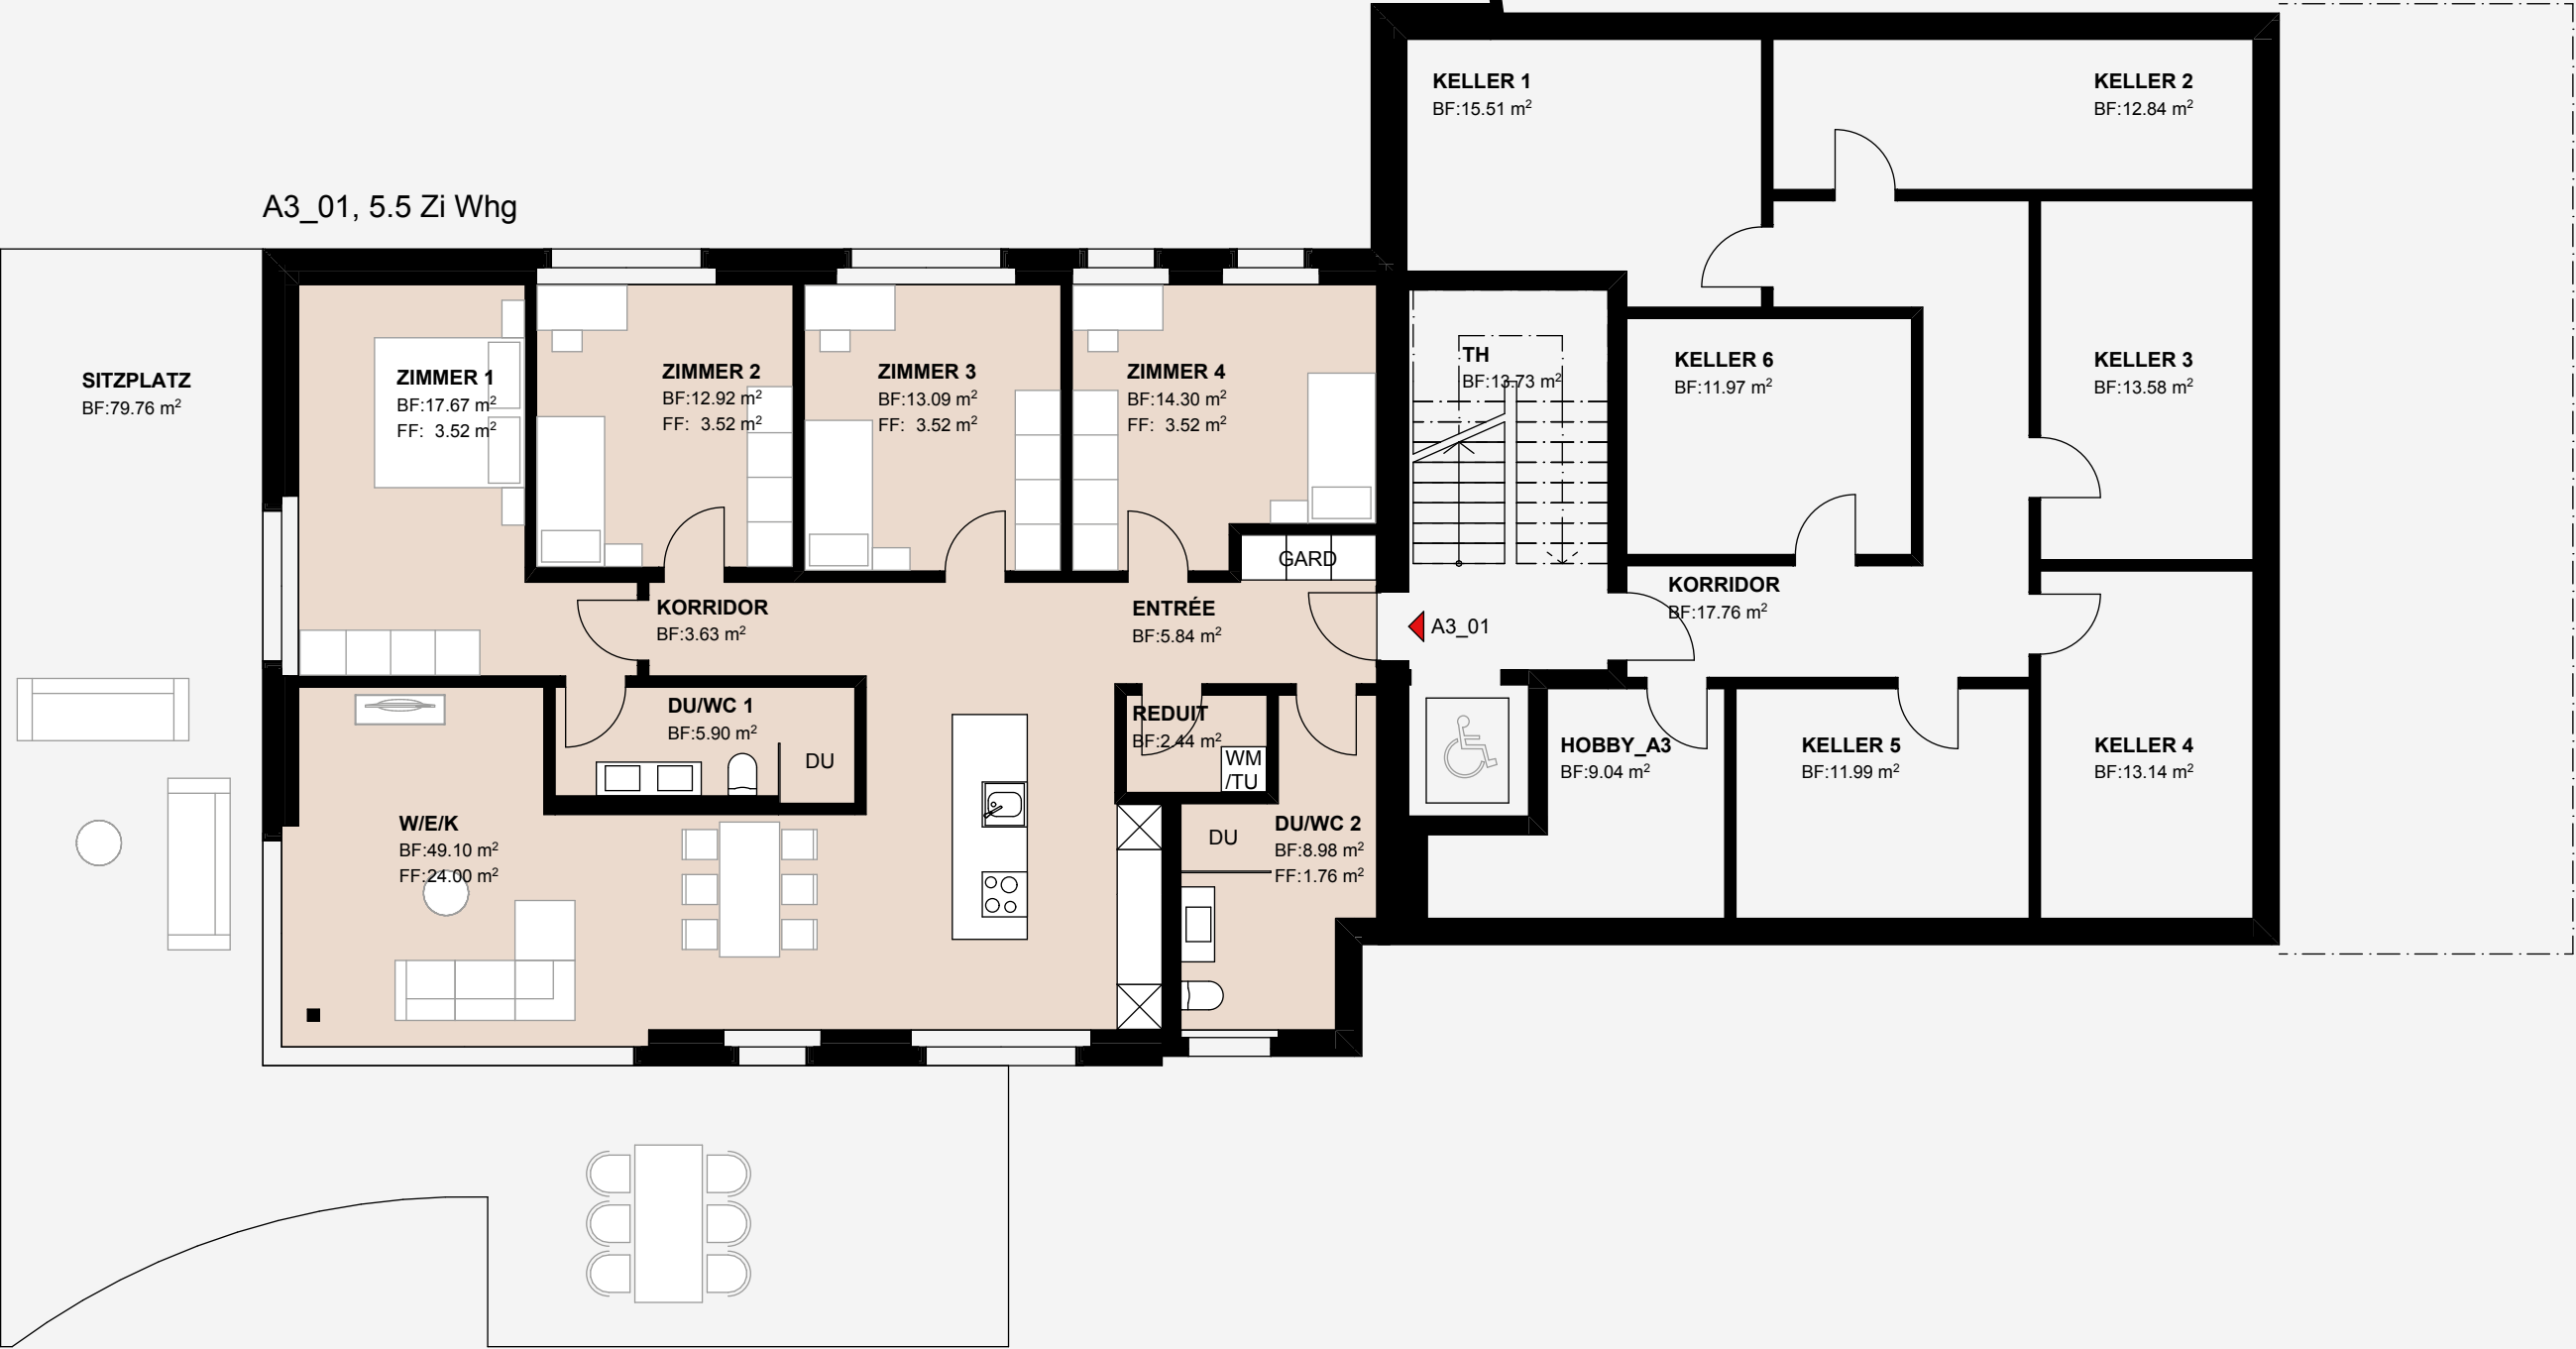 KELLER 1
BF:15.51 m²
KELLER 2
BF:12.84 m²
A3_01, 5.5 Zi Whg
SITZPLATZ
BF:79.76 m²
ZIMMER 1
BF:17.67 m²
FF: 3.52 m²
ZIMMER 2
BF:12.92 m²
FF: 3.52 m²
ZIMMER 3
BF:13.09 m²
FF: 3.52 m²
ZIMMER 4
BF:14.30 m²
FF: 3.52 m²
TH
BF:13.73 m²
KELLER 6
BF:11.97 m²
KELLER 3
BF:13.58 m²
GARD
KORRIDOR
BF:3.63 m²
ENTRÉE
BF:5.84 m²
A3_01
KORRIDOR
BF:17.76 m²
DU/WC 1
BF:5.90 m²
DU
REDUIT
BF:2.44 m²
WM
/TU
HOBBY_A3
BF:9.04 m²
KELLER 5
BF:11.99 m²
KELLER 4
BF:13.14 m²
W/E/K
BF:49.10 m²
FF:24.00 m²
DU
DU/WC 2
BF:8.98 m²
FF:1.76 m²